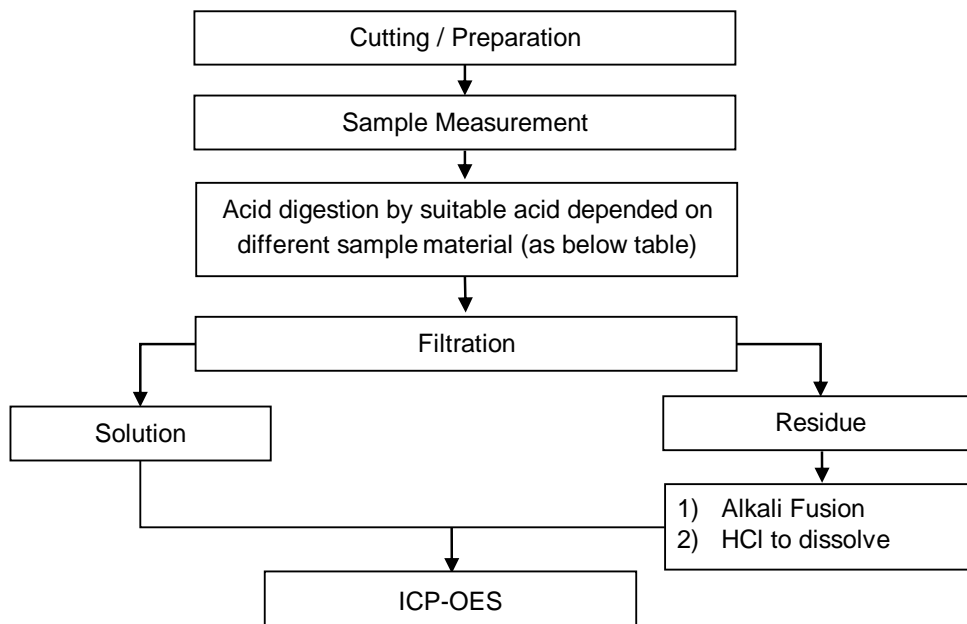 Cutting / Preparation
Sample Measurement
Acid digestion by suitable acid depended on
different sample material (as below table)
Filtration
Solution
Residue
1) Alkali Fusion
2) HCl to dissolve
ICP-OES